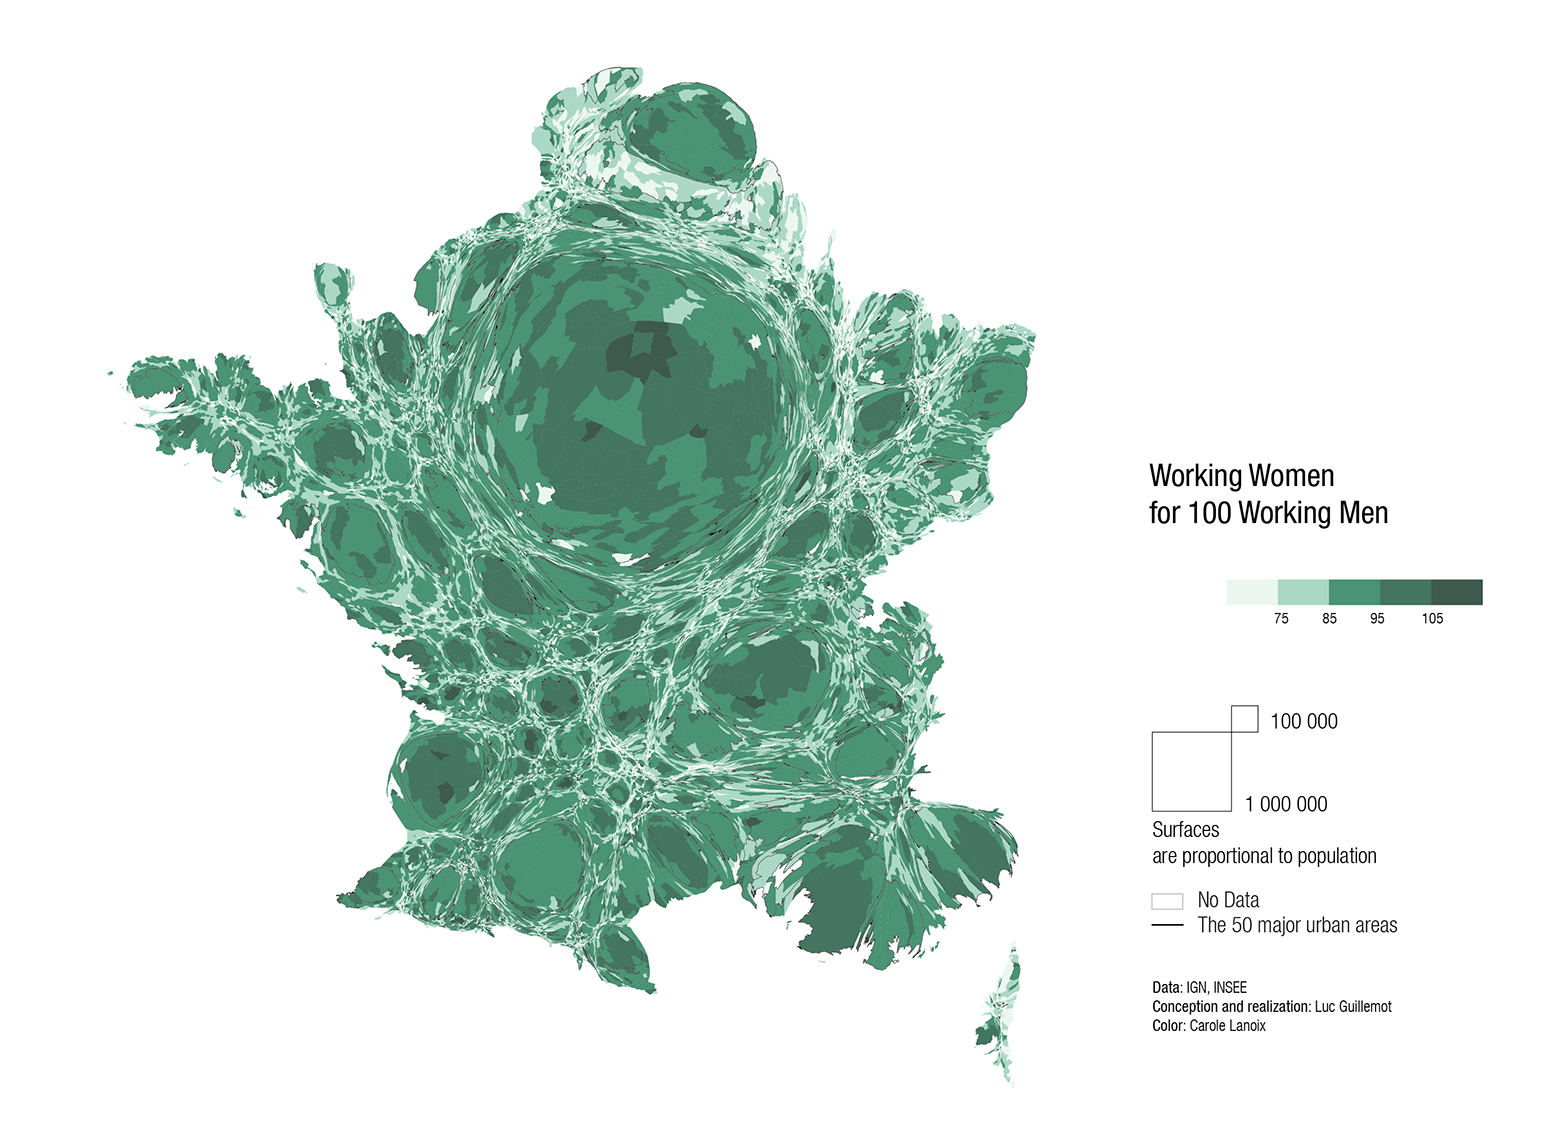 Working Women
for 100 Working Men
75 85 95 105
100 000
1 000 000
Surfaces
are proportional to population
No Data
The 50 major urban areas
Data: IGN, INSEE
Conception and realization: Luc Guillemot
Color: Carole Lanoix